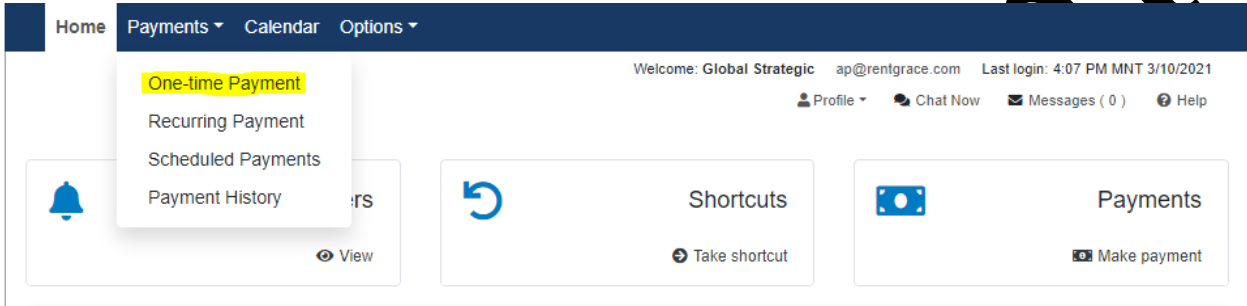 Home Payments Calendar Options
One-time Payment
Recurring Payment
Scheduled Payments
Payment History
Welcome: Global Strategic ap@rentgrace.com Last login: 4:07 PM MNT 3/10/2021
Profile Chat Now Messages ( 0 ) Help
View
Shortcuts
Take shortcut
Payments
Make payment